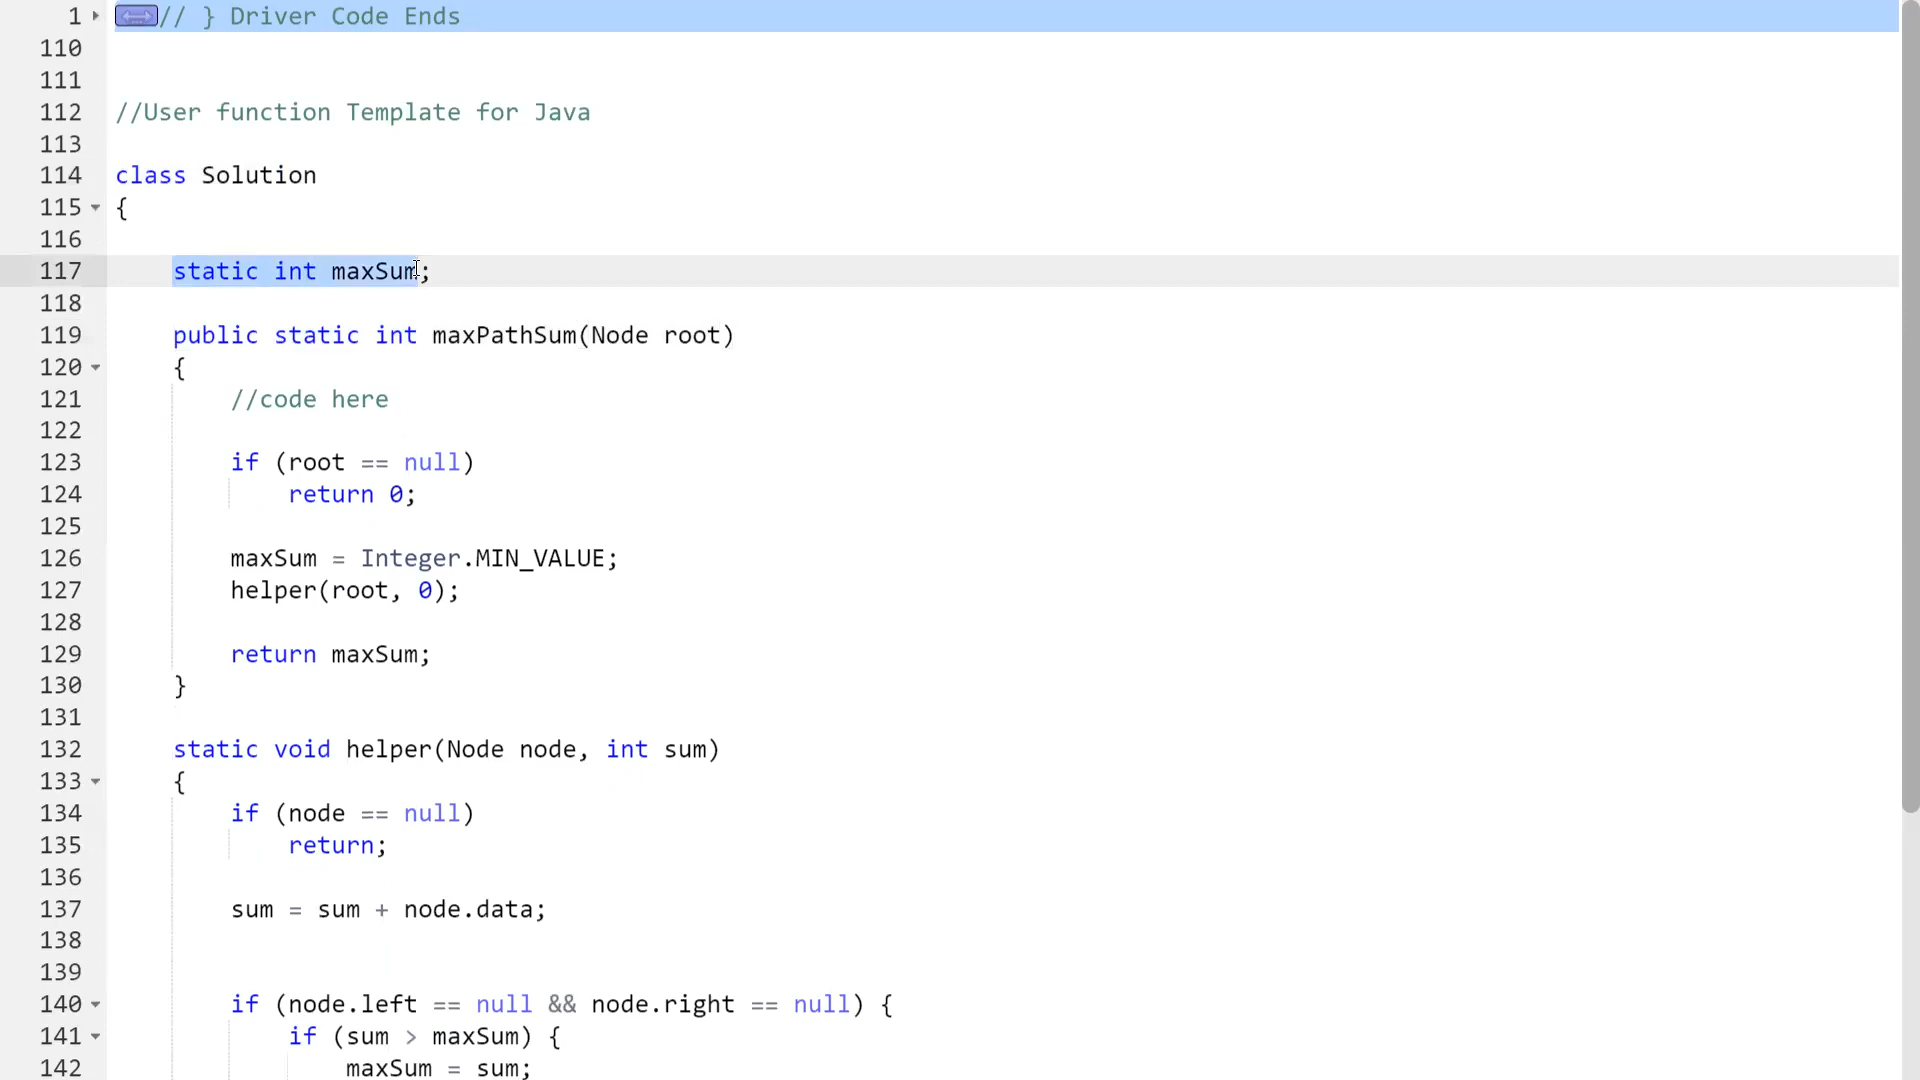 1 // } Driver Code Ends
110
111
112 //User function Template for Java
113
114 class Solution
115 {
116
117     static int maxSum;
118
119     public static int maxPathSum(Node root)
120     {
121         //code here
122
123         if (root == null)
124             return 0;
125
126         maxSum = Integer.MIN_VALUE;
127         helper(root, 0);
128
129         return maxSum;
130     }
131
132     static void helper(Node node, int sum)
133     {
134         if (node == null)
135             return;
136
137         sum = sum + node.data;
138
139
140         if (node.left == null && node.right == null) {
141             if (sum > maxSum) {
142                 maxSum = sum;